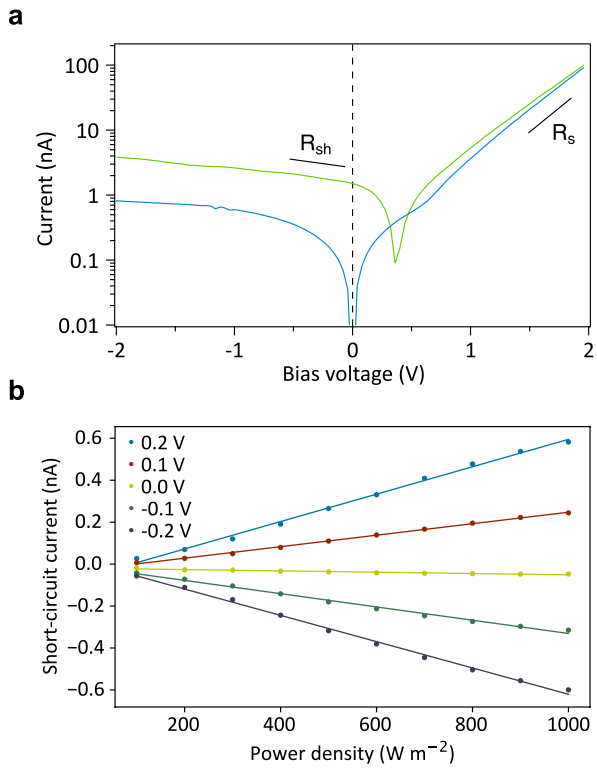 a
100
10
1
0.1
0.01
Current (nA)
R_sh
R_s
-2
-1
0
1
2
Bias voltage (V)
b
0.6
0.4
0.2
0.0
−0.2
−0.4
−0.6
Short-circuit current (nA)
0.2 V
0.1 V
0.0 V
-0.1 V
-0.2 V
200
400
600
800
1000
Power density (W m⁻²)